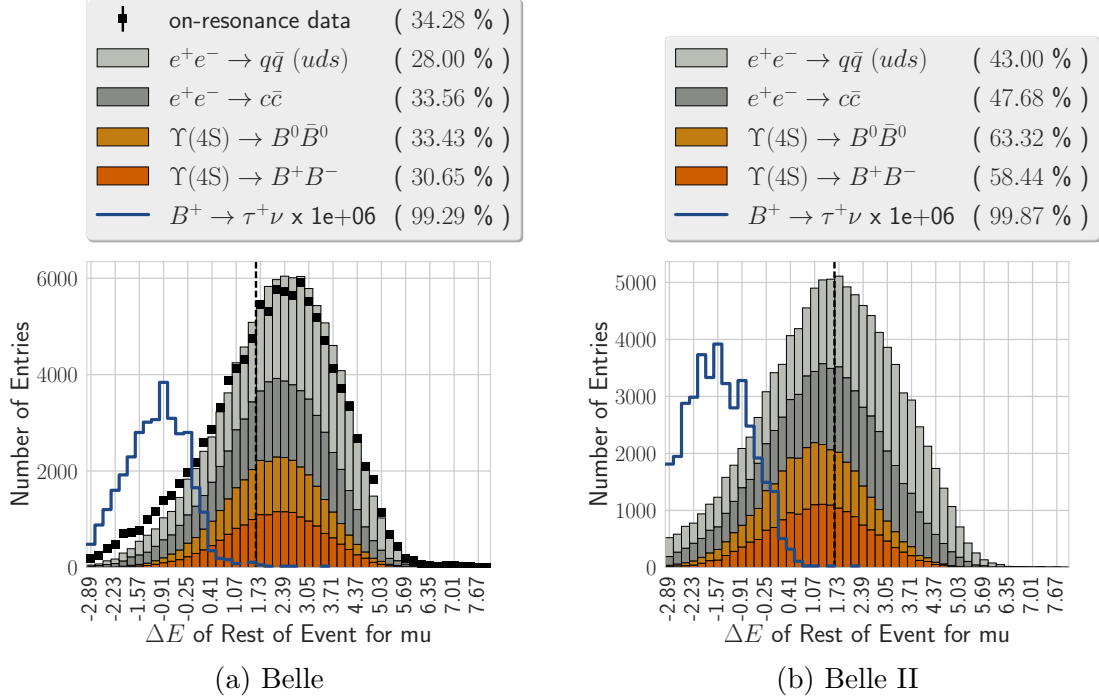 on-resonance data ( 34.28 % )
e⁺e⁻ → qq̄ (uds) ( 28.00 % )
e⁺e⁻ → cc̄ ( 33.56 % )
Υ(4S) → B⁰B̄⁰ ( 33.43 % )
Υ(4S) → B⁺B⁻ ( 30.65 % )
B⁺ → τ⁺ν x 1e+06 ( 99.29 % )
Number of Entries
6000
4000
2000
0
-2.89 -2.23 -1.57 -0.91 -0.25 0.41 1.07 1.73 2.39 3.05 3.71 4.37 5.03 5.69 6.35 7.01 7.67
ΔE of Rest of Event for mu
(a) Belle
e⁺e⁻ → qq̄ (uds) ( 43.00 % )
e⁺e⁻ → cc̄ ( 47.68 % )
Υ(4S) → B⁰B̄⁰ ( 63.32 % )
Υ(4S) → B⁺B⁻ ( 58.44 % )
B⁺ → τ⁺ν x 1e+06 ( 99.87 % )
Number of Entries
5000
4000
3000
2000
1000
0
-2.89 -2.23 -1.57 -0.91 -0.25 0.41 1.07 1.73 2.39 3.05 3.71 4.37 5.03 5.69 6.35 7.01 7.67
ΔE of Rest of Event for mu
(b) Belle II